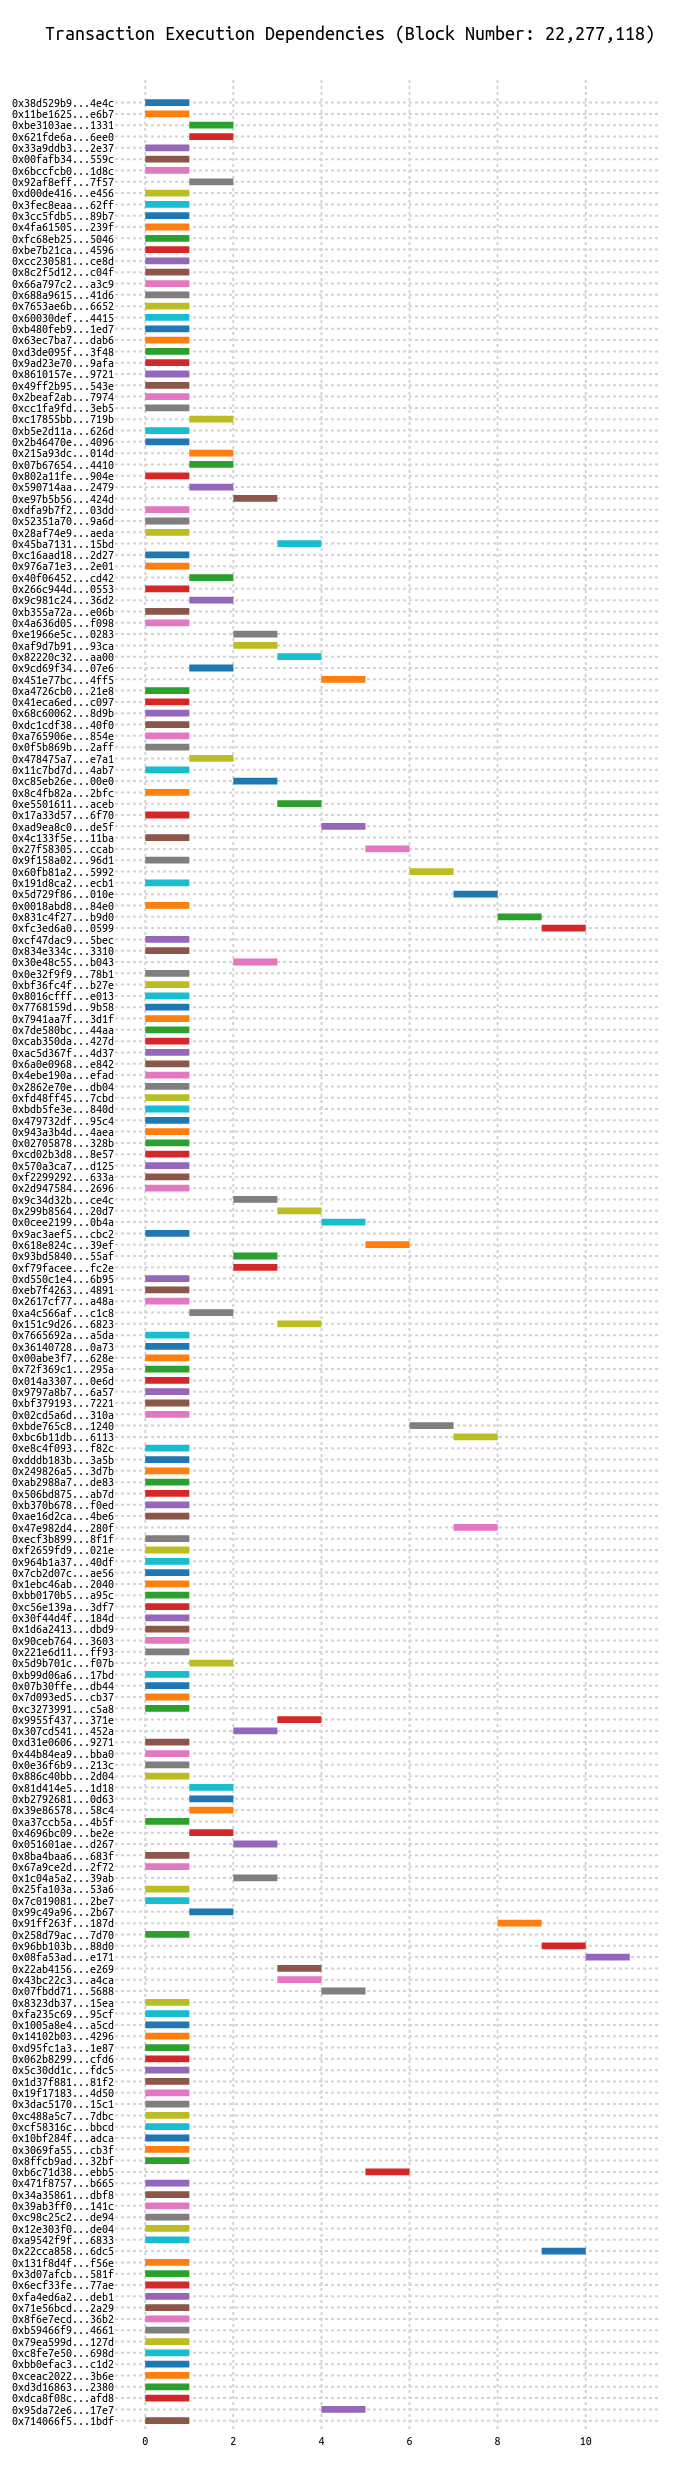 Transaction Execution Dependencies (Block Number: 22,277,118)
0x38d529b9...4e4c
0x11be1625...e6b7
0xbe3103ae...1331
0x621fde6a...6ee0
0x33a9ddb3...2e37
0x00fafb34...559c
0x6bccfcb0...1d8c
0x92af8eff...7f57
0xd00de416...e456
0x3fec8eaa...62ff
0x3cc5fdb5...89b7
0x4fa61505...239f
0xfc68eb25...5046
0xbe7b21ca...4596
0xcc230581...ce8d
0x8c2f5d12...c04f
0x66a797c2...a3c9
0x688a9615...41d6
0x7653ae6b...6652
0x60030def...4415
0xb480feb9...1ed7
0x63ec7ba7...dab6
0xd3de095f...3f48
0x9ad23e70...9afa
0x8610157e...9721
0x49ff2b95...543e
0x2beaf2ab...7974
0xcc1fa9fd...3eb5
0xc17855bb...719b
0xb5e2d11a...626d
0x2b46470e...4096
0x215a93dc...014d
0x07b67654...4410
0x802a11fe...904e
0x590714aa...2479
0xe97b5b56...424d
0xdfa9b7f2...03dd
0x52351a70...9a6d
0x28af74e9...aeda
0x45ba7131...15bd
0xc16aad18...2d27
0x976a71e3...2e01
0x40f06452...cd42
0x266c944d...0553
0x9c981c24...36d2
0xb355a72a...e06b
0x4a636d05...f098
0xe1966e5c...0283
0xaf9d7b91...93ca
0x82220c32...aa00
0x9cd69f34...07e6
0x451e77bc...4ff5
0xa4726cb0...21e8
0x41eca6ed...c097
0x68c60062...8d9b
0xdc1cdf38...40f0
0xa765906e...854e
0x0f5b869b...2aff
0x478475a7...e7a1
0x11c7bd7d...4ab7
0xc85eb26e...00e0
0x8c4fb82a...2bfc
0xe5501611...aceb
0x17a33d57...6f70
0xad9ea8c0...de5f
0x4c133f5e...11ba
0x27f58305...ccab
0x9f158a02...96d1
0x60fb81a2...5992
0x191d8ca2...ecb1
0x5d729f86...010e
0x0018abd8...84e0
0x831c4f27...b9d0
0xfc3ed6a0...0599
0xcf47dac9...5bec
0x834e334c...3310
0x30e48c55...b043
0x0e32f9f9...78b1
0xbf36fc4f...b27e
0x8016cfff...e013
0x7768159d...9b58
0x7941aa7f...3d1f
0x7de580bc...44aa
0xcab350da...427d
0xac5d367f...4d37
0x6a0e0968...e842
0x4ebe190a...efad
0x2862e70e...db04
0xfd48ff45...7cbd
0xbdb5fe3e...840d
0x479732df...95c4
0x943a3b4d...4aea
0x02705878...328b
0xcd02b3d8...8e57
0x570a3ca7...d125
0xf2299292...633a
0x2d947584...2696
0x9c34d32b...ce4c
0x299b8564...20d7
0x0cee2199...0b4a
0x9ac3aef5...cbc2
0x618e824c...39ef
0x93bd5840...55af
0xf79facee...fc2e
0xd550c1e4...6b95
0xeb7f4263...4891
0x2617cf77...a48a
0xa4c566af...c1c8
0x151c9d26...6823
0x7665692a...a5da
0x36140728...0a73
0x00abe3f7...628e
0x72f369c1...295a
0x014a3307...0e6d
0x9797a8b7...6a57
0xbf379193...7221
0x02cd5a6d...310a
0xbde765c8...1240
0xbc6b11db...6113
0xe8c4f093...f82c
0xdddb183b...3a5b
0x249826a5...3d7b
0xab2988a7...de83
0x506bd875...ab7d
0xb370b678...f0ed
0xae16d2ca...4be6
0x47e982d4...280f
0xecf3b899...8f1f
0xf2659fd9...021e
0x964b1a37...40df
0x7cb2d07c...ae56
0x1ebc46ab...2040
0xbb0170b5...a95c
0xc56e139a...3df7
0x30f44d4f...184d
0x1d6a2413...dbd9
0x90ceb764...3603
0x221e6d11...ff93
0x5d9b701c...f07b
0xb99d06a6...17bd
0x07b30ffe...db44
0x7d093ed5...cb37
0xc3273991...c5a8
0x9955f437...371e
0x307cd541...452a
0xd31e0606...9271
0x44b84ea9...bba0
0x0e36f6b9...213c
0x886c40bb...2d04
0x81d414e5...1d18
0xb2792681...0d63
0x39e86578...58c4
0xa37ccb5a...4b5f
0x4696bc09...be2e
0x051601ae...d267
0x8ba4baa6...683f
0x67a9ce2d...2f72
0x1c04a5a2...39ab
0x25fa103a...53a6
0x7c019081...2be7
0x99c49a96...2b67
0x91ff263f...187d
0x258d79ac...7d70
0x96bb103b...88d0
0x08fa53ad...e171
0x22ab4156...e269
0x43bc22c3...a4ca
0x07fbdd71...5688
0x8323db37...15ea
0xfa235c69...95cf
0x1005a8e4...a5cd
0x14102b03...4296
0xd95fc1a3...1e87
0x062b8299...cfd6
0x5c30dd1c...fdc5
0x1d37f881...81f2
0x19f17183...4d50
0x3dac5170...15c1
0xc488a5c7...7dbc
0xcf58316c...bbcd
0x10bf284f...adca
0x3069fa55...cb3f
0x8ffcb9ad...32bf
0xb6c71d38...ebb5
0x471f8757...b665
0x34a35861...dbf8
0x39ab3ff0...141c
0xc98c25c2...de94
0x12e303f0...de04
0xa9542f9f...6833
0x22cca858...6dc5
0x131f8d4f...f56e
0x3d07afcb...581f
0x6ecf33fe...77ae
0xfa4ed6a2...deb1
0x71e56bcd...2a29
0x8f6e7ecd...36b2
0xb59466f9...4661
0x79ea599d...127d
0xc8fe7e50...698d
0xbb0efac3...c1d2
0xceac2022...3b6e
0xd3d16863...2380
0xdca8f08c...afd8
0x95da72e6...17e7
0x714066f5...1bdf
0 2 4 6 8 10